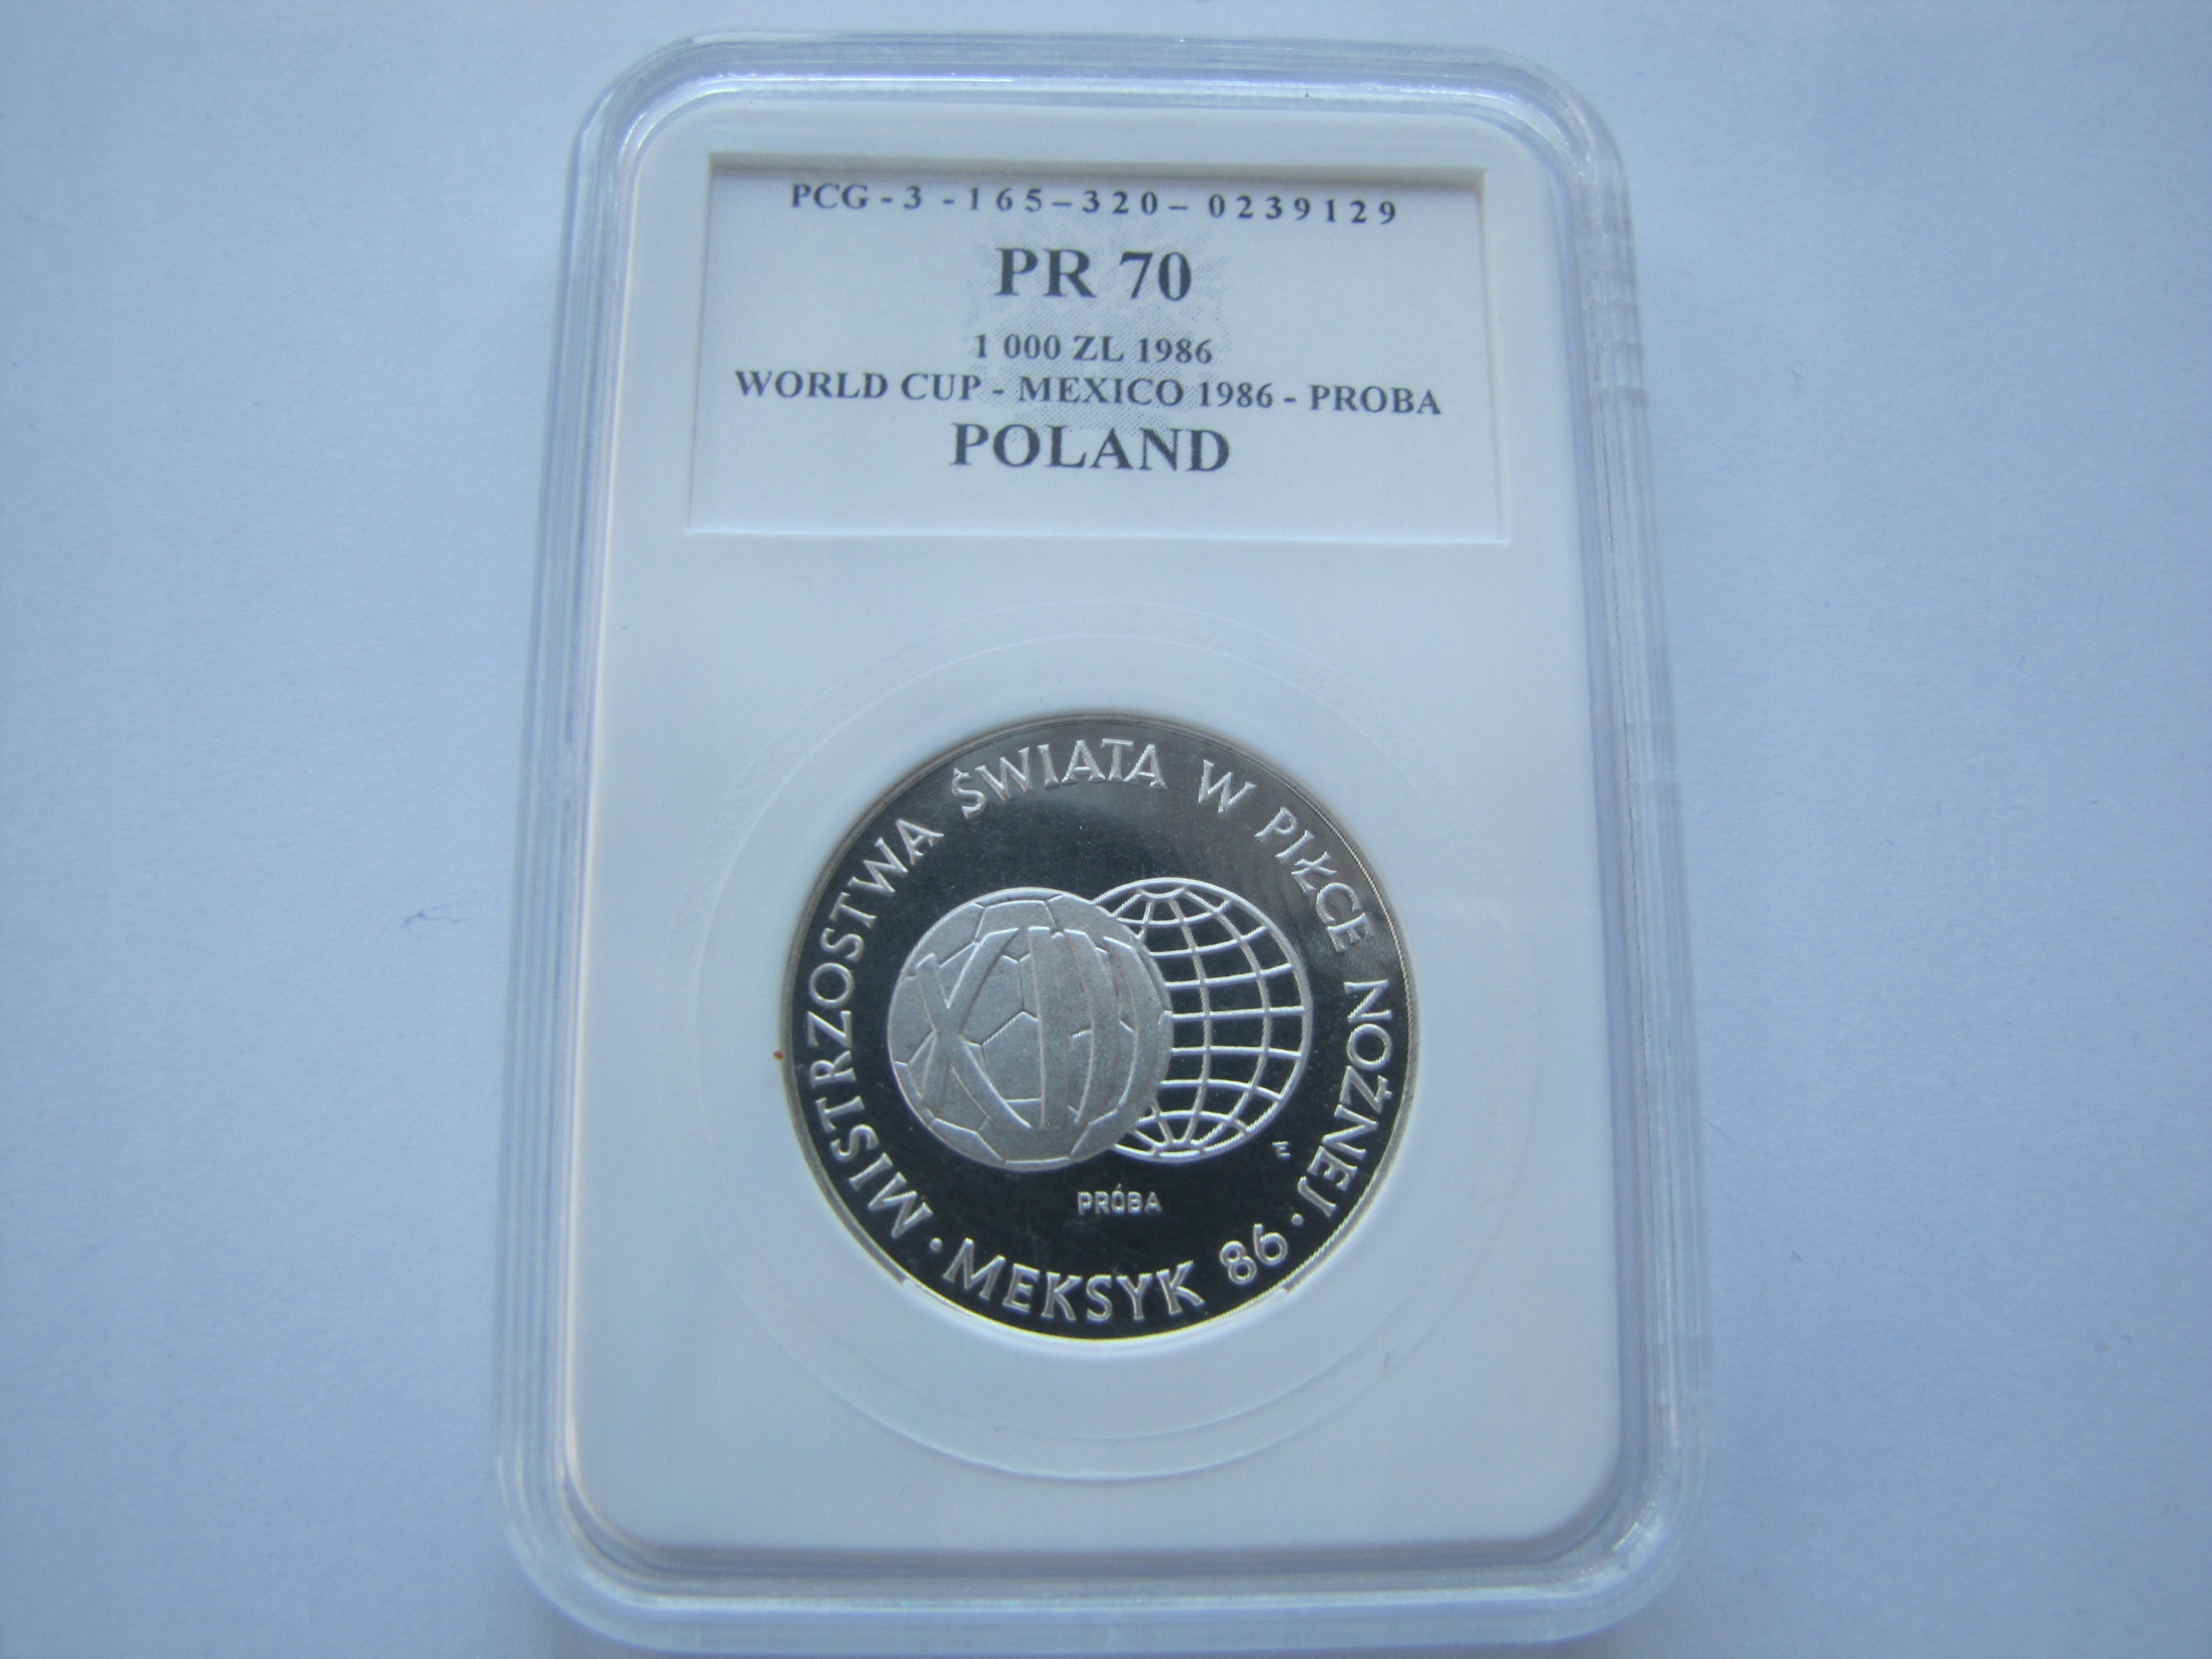 PCG - 3 - 165-320- 0239129
PR 70
1 000 ZL 1986
WORLD CUP - MEXICO 1986 - PROBA
POLAND
MISTRZOSTWA ŚWIATA W PIŁCE NOŻNEJ
XIII
E
PRÓBA
• MEKSYK 86 •